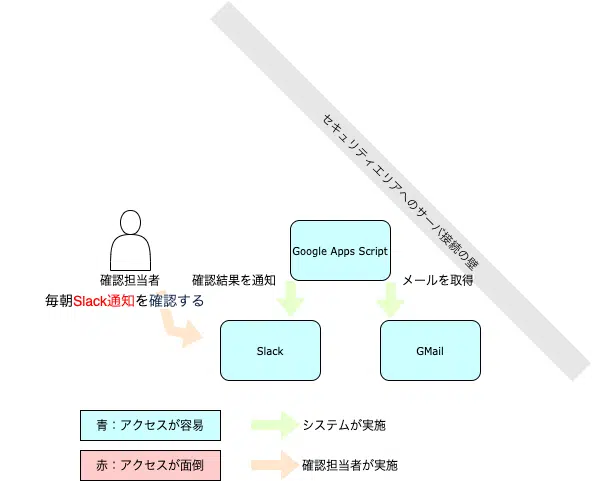 セキュリティエリアへのサーバ接続の壁
Google Apps Script
確認担当者
確認結果を通知
メールを取得
毎朝Slack通知を確認する
Slack
GMail
青：アクセスが容易
システムが実施
赤：アクセスが面倒
確認担当者が実施